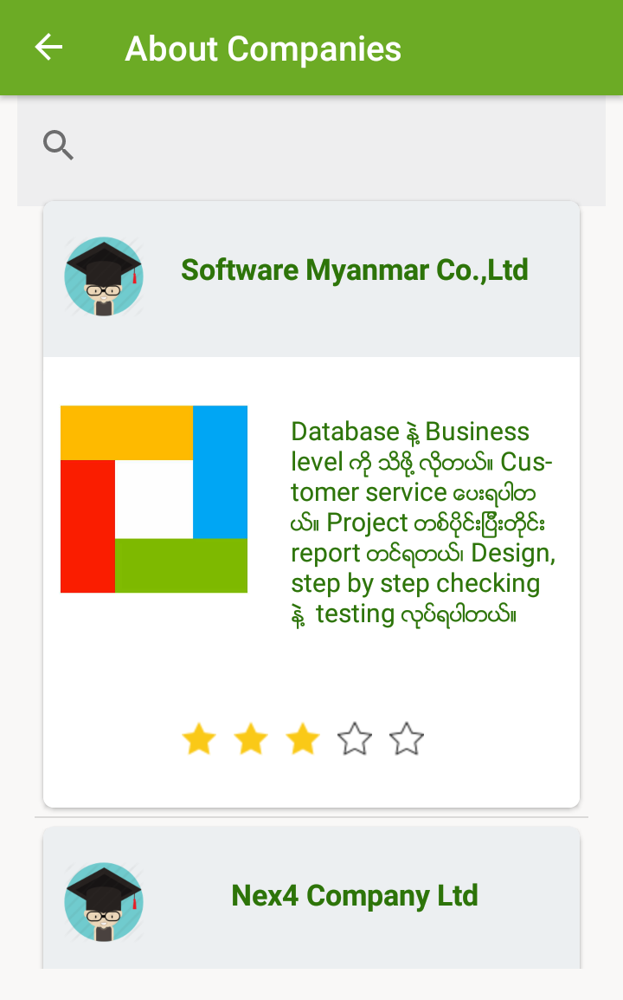 About Companies
Software Myanmar Co.,Ltd
Database နဲ့ Business
level ကို သိဖို့ လိုတယ်။ Cus-
tomer service ပေးရပါတ
ယ်။ Project တစ်ပိုင်းပြီးတိုင်း
report တင်ရတယ်၊ Design,
step by step checking
နဲ့ testing လုပ်ရပါတယ်။
Nex4 Company Ltd